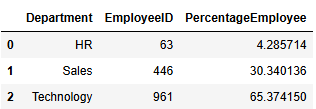 Department EmployeeID PercentageEmployee
0 HR 63 4.285714
1 Sales 446 30.340136
2 Technology 961 65.374150